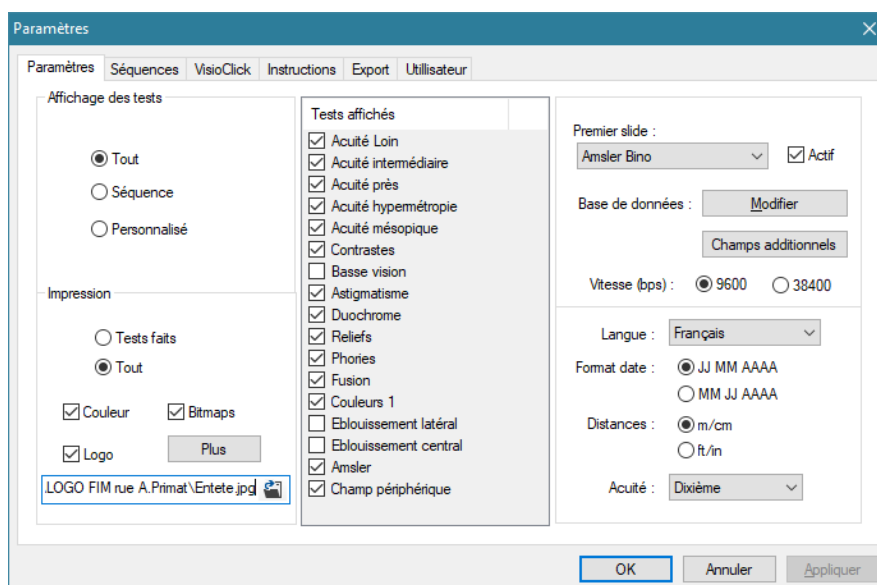 Paramètres
Paramètres Séquences VisioClick Instructions Export Utilisateur
Affichage des tests
Tout
Séquence
Personnalisé
Impression
Tests faits
Tout
Couleur Bitmaps
Logo Plus
.LOGO FIM rue A.Primat\Entete.jpg
Tests affichés
Acuité Loin
Acuité intermédiaire
Acuité près
Acuité hypermétropie
Acuité mésopique
Contrastes
Basse vision
Astigmatisme
Duochrome
Reliefs
Phories
Fusion
Couleurs 1
Eblouissement latéral
Eblouissement central
Amsler
Champ périphérique
Premier slide :
Amsler Bino Actif
Base de données : Modifier
Champs additionnels
Vitesse (bps) : 9600 38400
Langue : Français
Format date : JJ MM AAAA
MM JJ AAAA
Distances : m/cm
ft/in
Acuité : Dixième
OK Annuler Appliquer